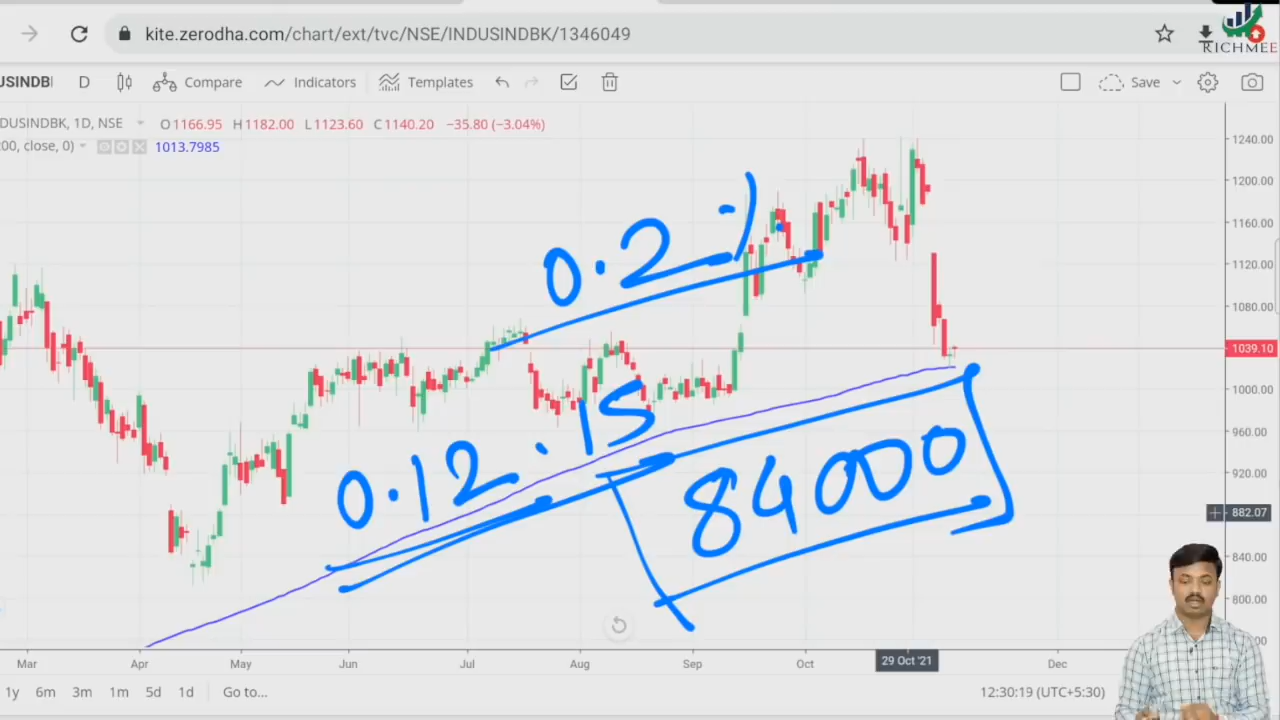 kite.zerodha.com/chart/ext/tvc/NSE/INDUSINDBK/1346049
RICHMEE
USINDBI D Compare Indicators Templates Save
DUSINDBK, 1D, NSE O1166.95 H1182.00 L1123.60 C1140.20 −35.80 (−3.04%)
00, close, 0) 1013.7985
1240.00
1200.00
1160.00
1120.00
1080.00
1039.10
1000.00
960.00
920.00
882.07
840.00
800.00
0.2%
0.12.15
84000
Mar Apr May Jun Jul Aug Sep Oct 29 Oct '21 Dec
1y 6m 3m 1m 5d 1d Go to... 12:30:19 (UTC+5:30)